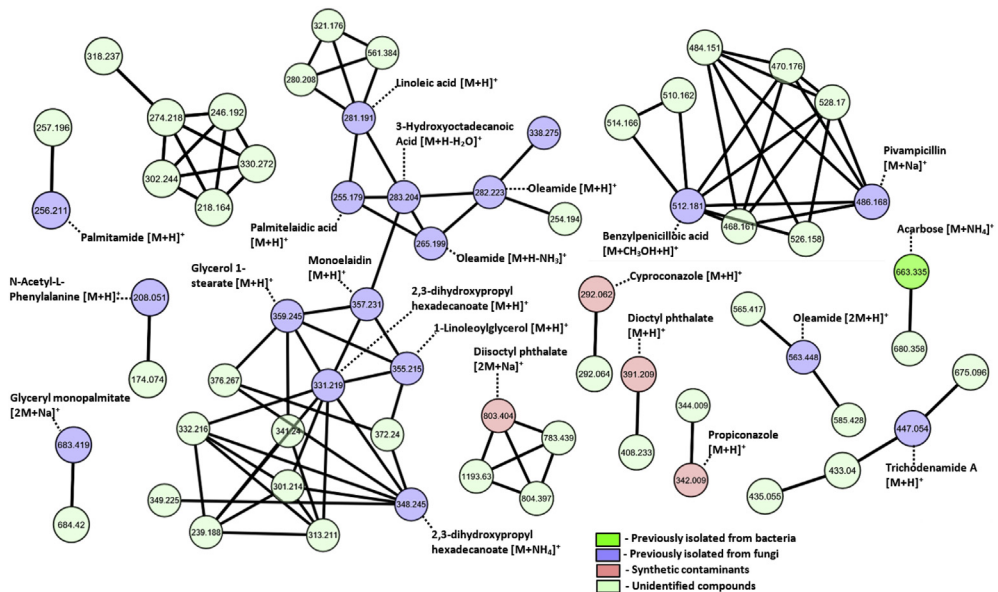 321.176
561.384
280.208
Linoleic acid [M+H]⁺
281.191
3-Hydroxyoctadecanoic
Acid [M+H-H₂O]⁺
338.275
255.179
283.204
282.223
Oleamide [M+H]⁺
254.194
Palmitelaidic acid
[M+H]⁺
265.199
Oleamide [M+H-NH₃]⁺
318.237
274.218
246.192
330.272
302.244
218.164
257.196
256.211
Palmitamide [M+H]⁺
484.151
470.176
510.162
528.17
514.166
Pivampicillin
[M+Na]⁺
512.181
486.168
468.161
526.158
Benzylpenicilloic acid
[M+CH₃OH+H]⁺
Acarbose [M+NH₄]⁺
663.335
680.358
N-Acetyl-L-
Phenylalanine [M+H]⁺
208.051
174.074
Glycerol 1-
stearate [M+H]⁺
Monoelaidin
[M+H]⁺
357.231
359.245
2,3-dihydroxypropyl
hexadecanoate [M+H]⁺
1-Linoleoylglycerol [M+H]⁺
355.215
331.219
376.267
332.216
341.24
372.24
301.214
349.225
348.245
239.188
313.211
2,3-dihydroxypropyl
hexadecanoate [M+NH₄]⁺
Glyceryl monopalmitate
[2M+Na]⁺
683.419
684.42
Diisoctyl phthalate
[2M+Na]⁺
803.404
783.439
1193.63
804.397
Cyproconazole [M+H]⁺
292.062
292.064
Dioctyl phthalate
[M+H]⁺
391.209
408.233
344.009
Propiconazole
[M+H]⁺
342.009
565.417
Oleamide [2M+H]⁺
563.448
585.428
675.096
447.054
433.04
435.055
Trichodenamide A
[M+H]⁺
- Previously isolated from bacteria
- Previously isolated from fungi
- Synthetic contaminants
- Unidentified compounds